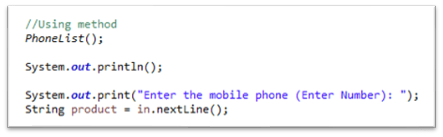 //Using method
PhoneList();
System.out.println();
System.out.print("Enter the mobile phone (Enter Number): ");
String product = in.nextLine();